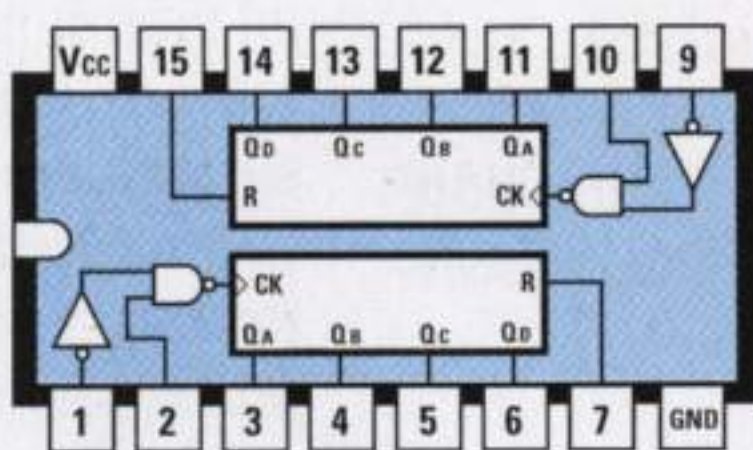 Vcc 15 14 13 12 11 10 9
QD QC QB QA
R CK
CK R
QA QB QC QD
1 2 3 4 5 6 7 GND